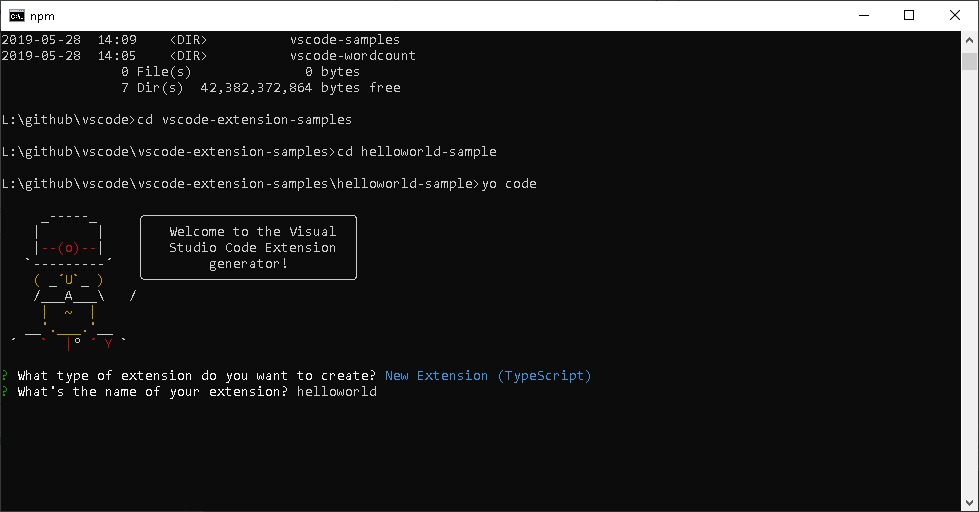 npm
2019-05-28  14:09    <DIR>          vscode-samples
2019-05-28  14:05    <DIR>          vscode-wordcount
               0 File(s)              0 bytes
               7 Dir(s)  42,382,372,864 bytes free
L:\github\vscode>cd vscode-extension-samples
L:\github\vscode\vscode-extension-samples>cd helloworld-sample
L:\github\vscode\vscode-extension-samples\helloworld-sample>yo code
Welcome to the Visual
Studio Code Extension
generator!
? What type of extension do you want to create? New Extension (TypeScript)
? What's the name of your extension? helloworld